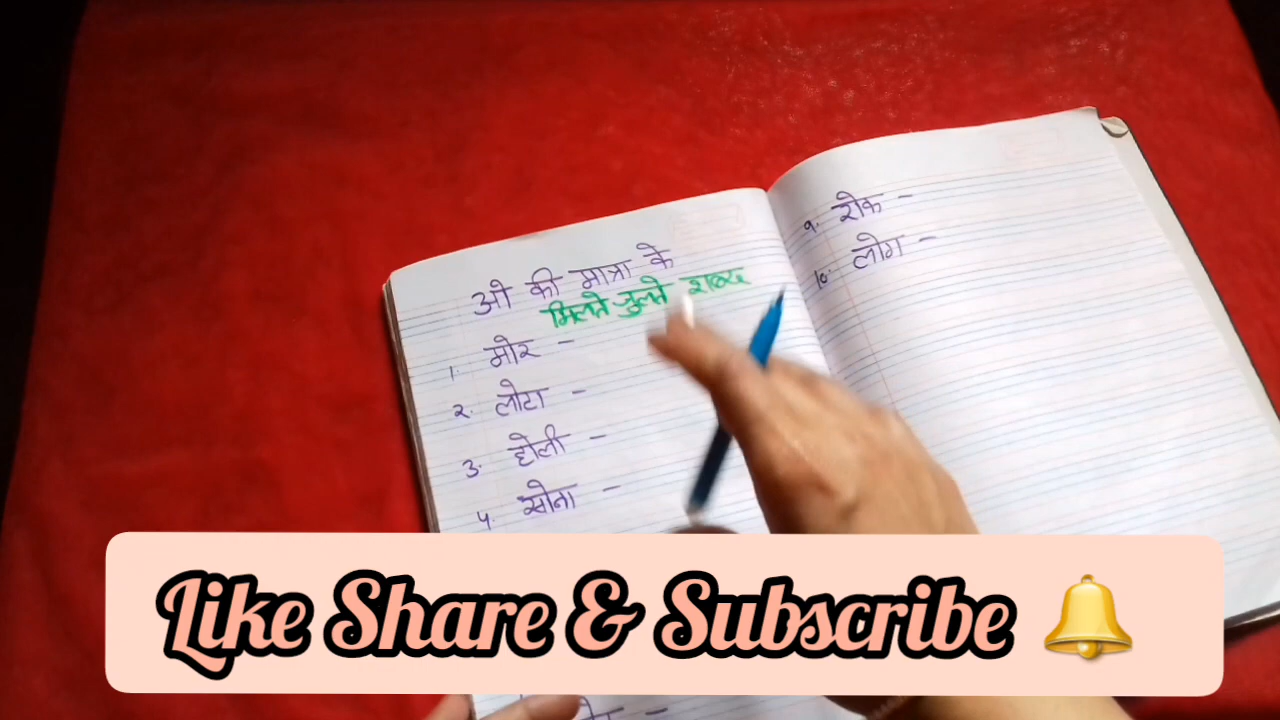 ओ की मात्रा के
मिलते जुलते शब्द
१. मोर -
२. लोटा -
३. होली -
४. सोना -
९. रोक -
१०. लोग -
Like Share & Subscribe 🔔